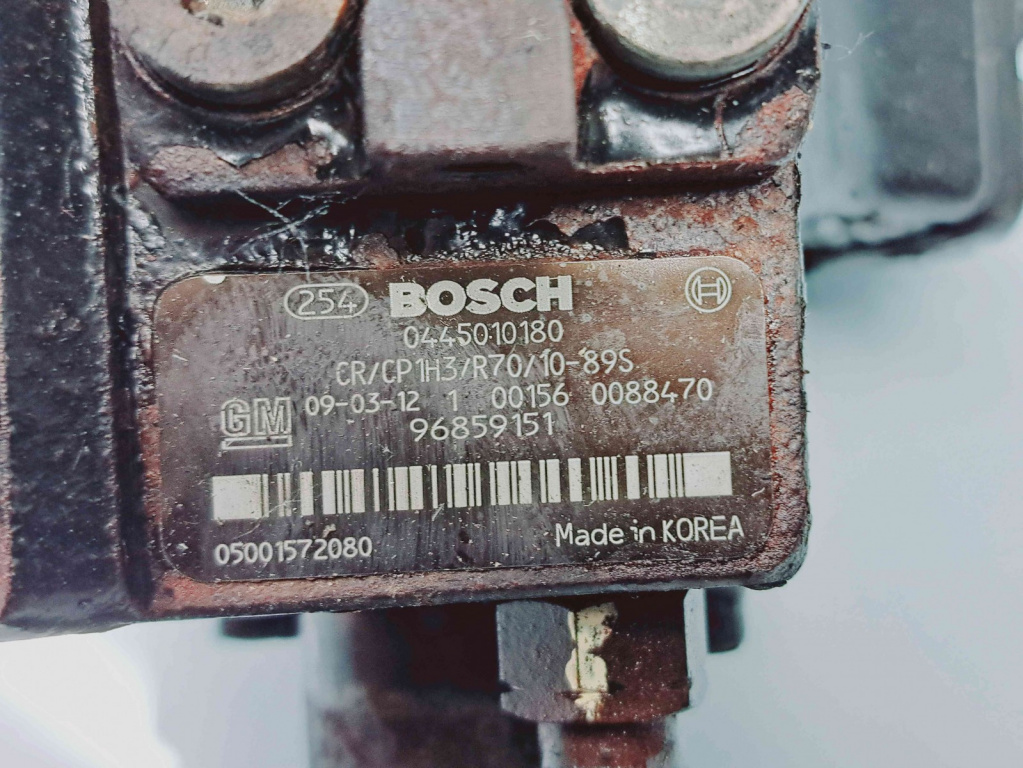 254 BOSCH H
0445010180
CR/CP1H3/R70/10-89S
GM 09-03-12 1 00156 0088470
96859151
05001572080 Made in KOREA